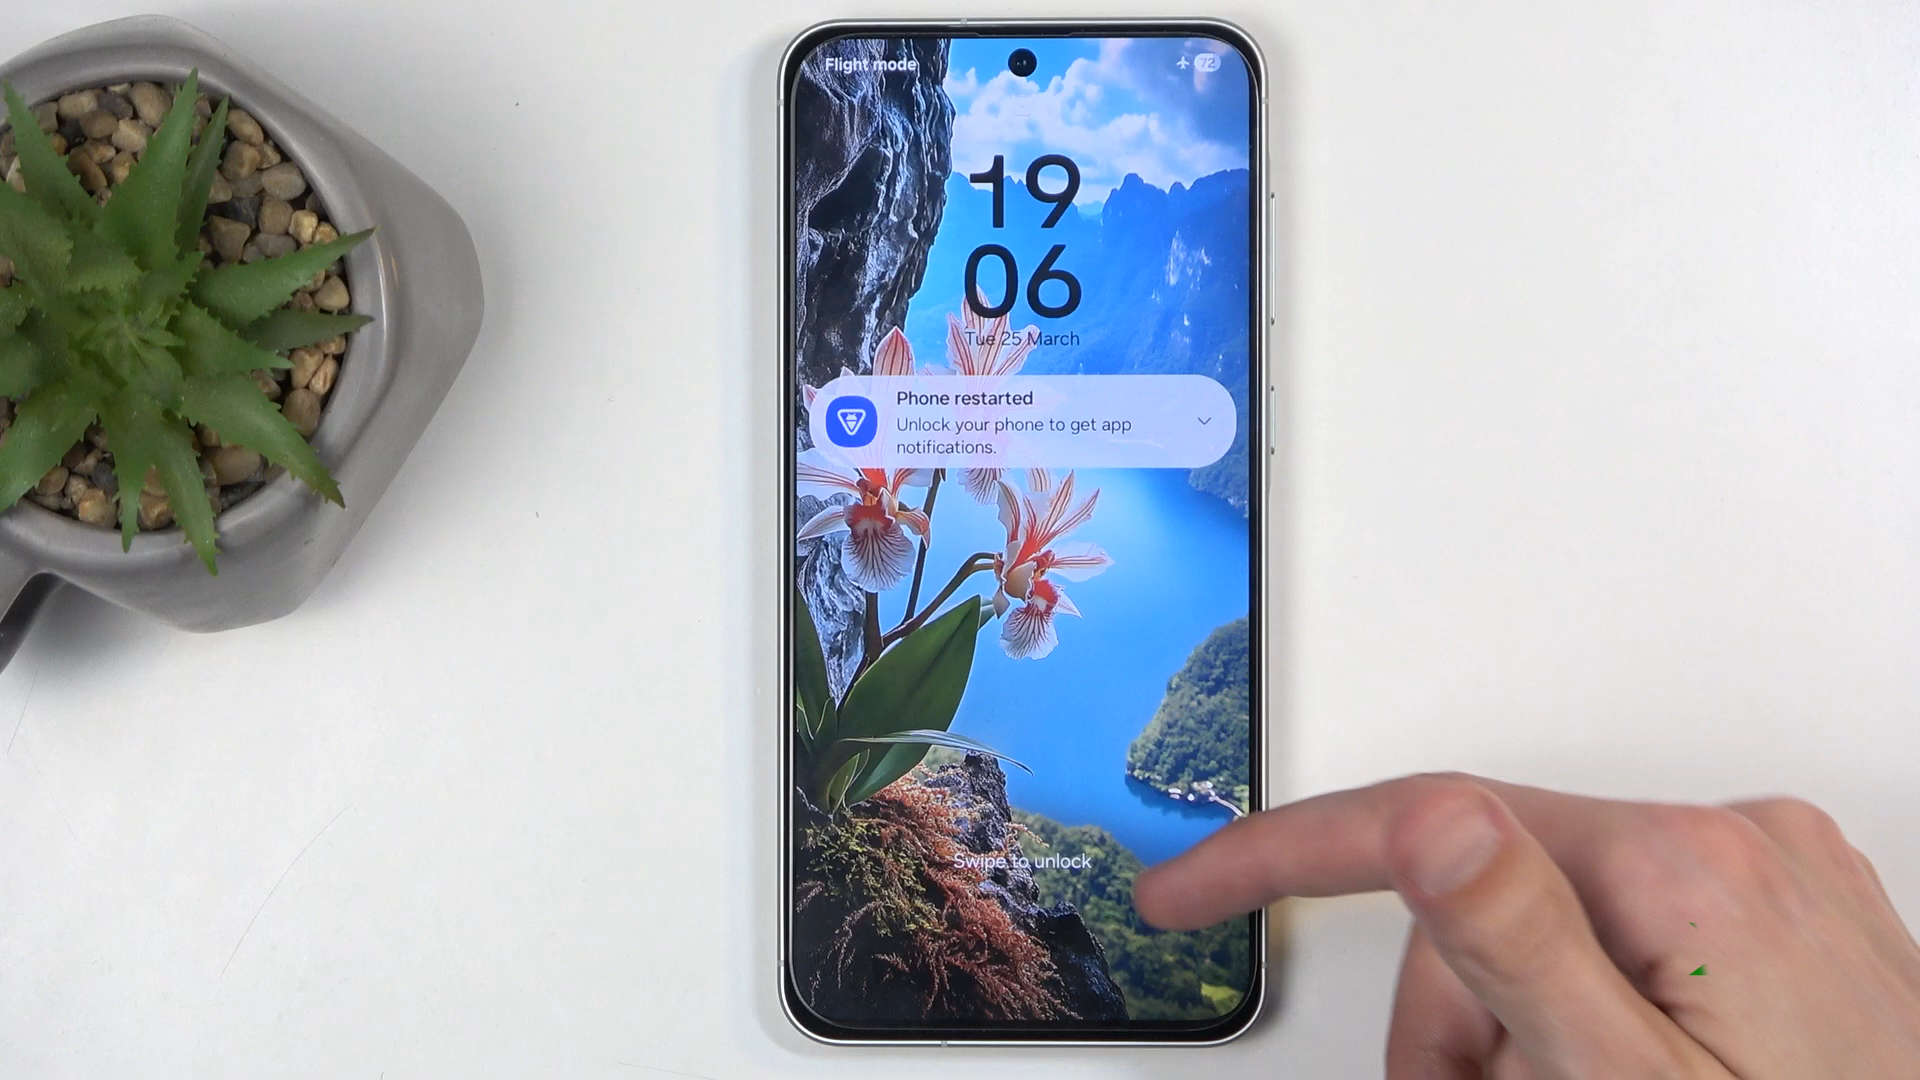 Flight mode
72
19
06
Tue 25 March
Phone restarted
Unlock your phone to get app
notifications.
Swipe to unlock